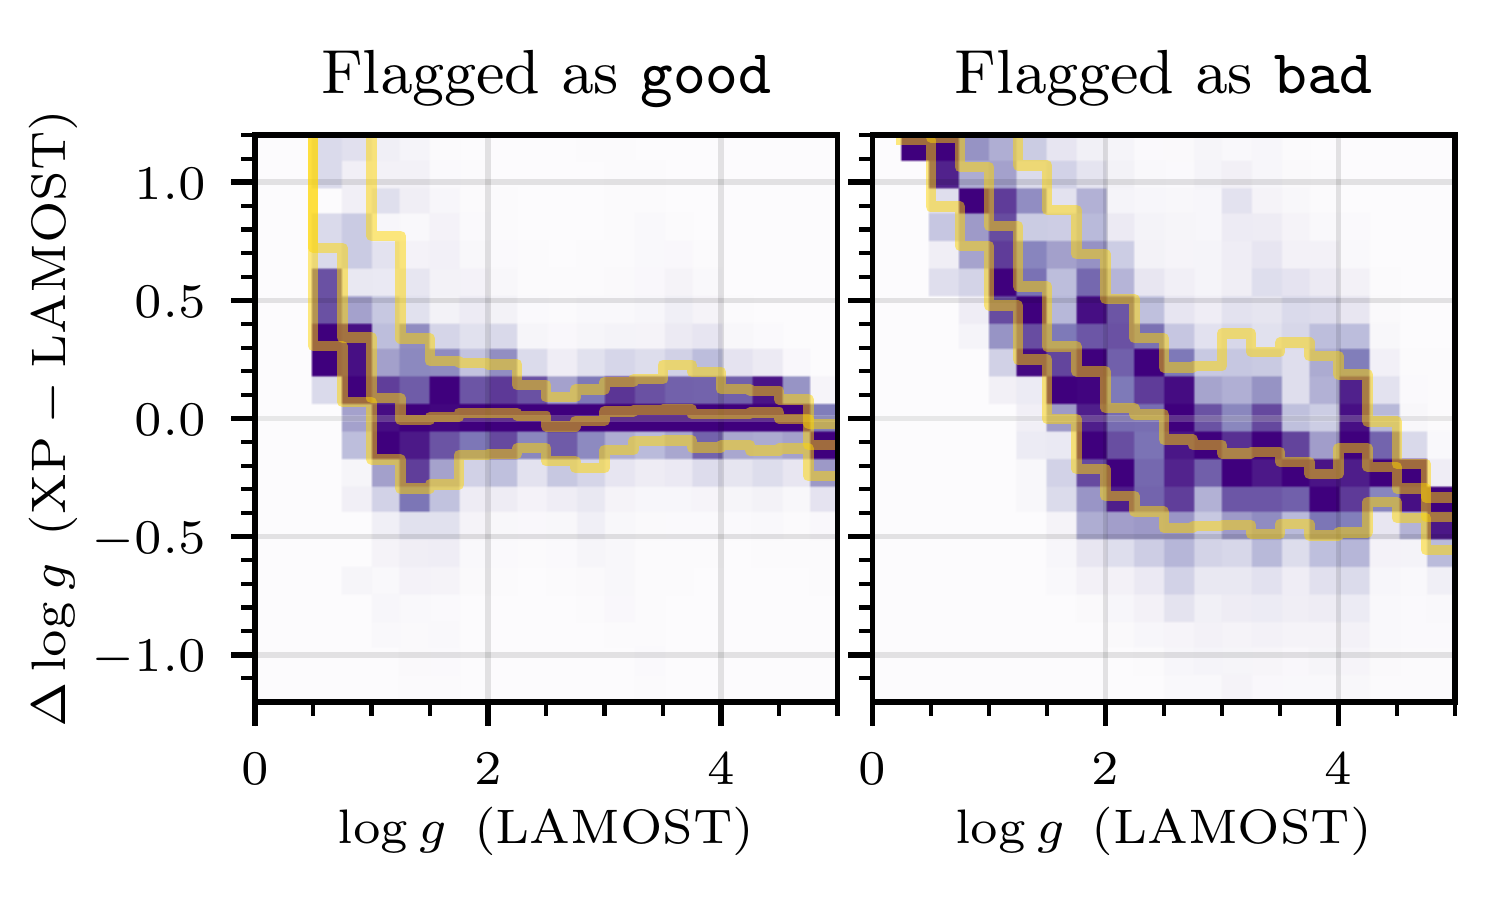 Flagged as good
Flagged as bad
Δ log g (XP − LAMOST)
1.0
0.5
0.0
−0.5
−1.0
0 2 4
0 2 4
log g (LAMOST)
log g (LAMOST)